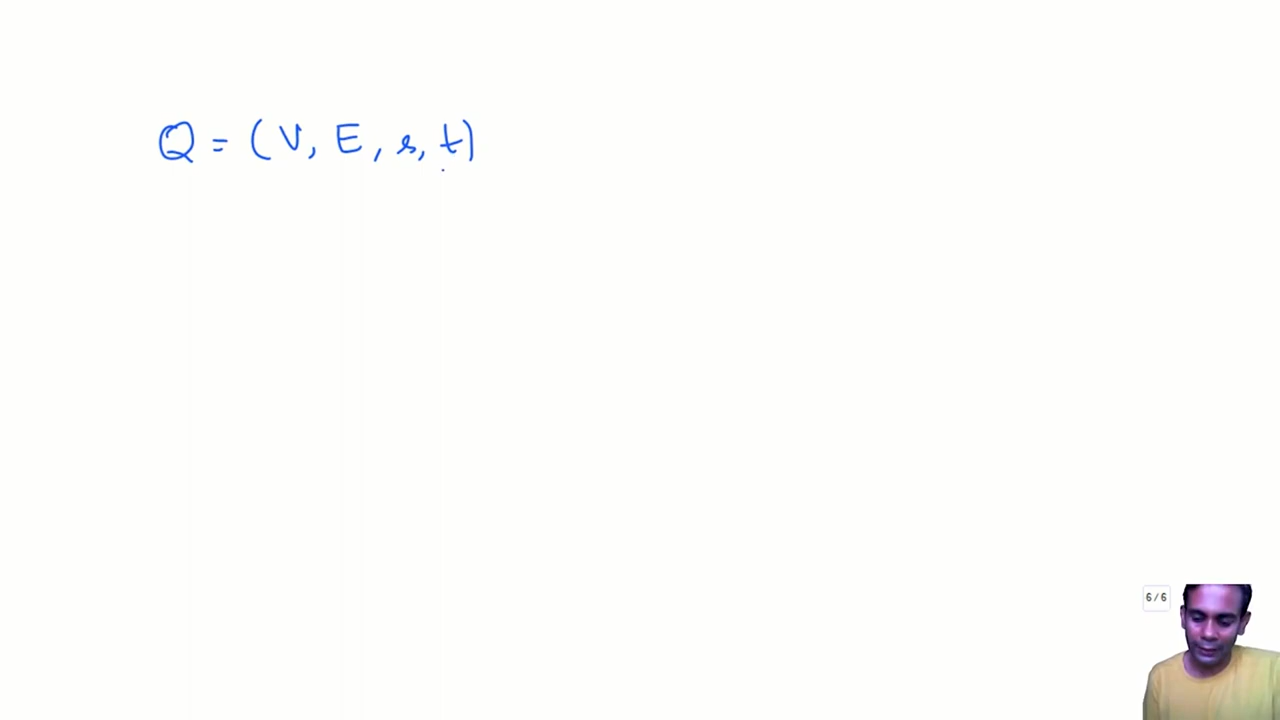 Q = (V, E, s, t)
6 / 6